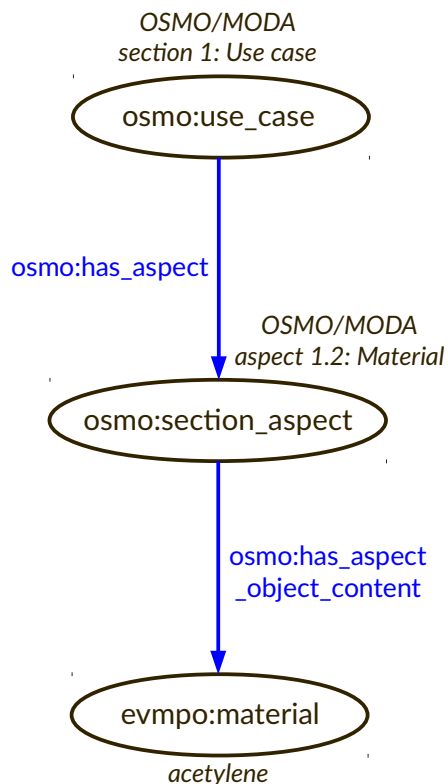 OSMO/MODA
section 1: Use case
osmo:use_case
osmo:has_aspect
OSMO/MODA
aspect 1.2: Material
osmo:section_aspect
osmo:has_aspect
_object_content
evmpo:material
acetylene